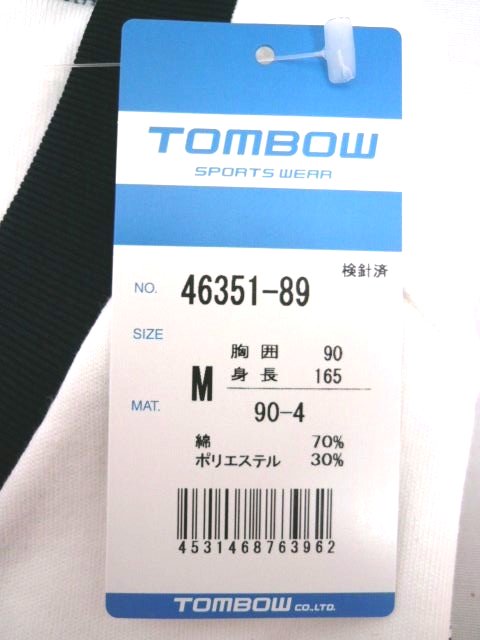 TOMBOW
SPORTS WEAR
検針済
NO. 46351-89
SIZE
M
胸囲 90
身長 165
MAT. 90-4
綿 70%
ポリエステル 30%
4531468763962
TOMBOW CO.,LTD.